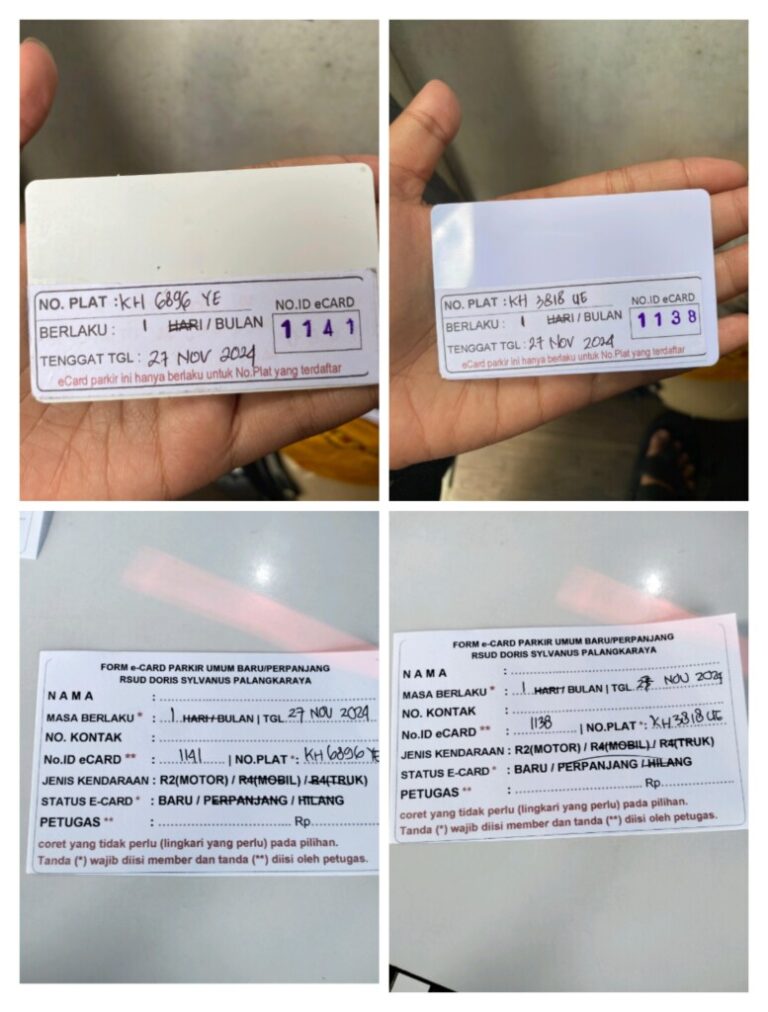 NO. PLAT : KH 6896 YE
NO.ID eCARD
BERLAKU : 1 HARI / BULAN
1141
TENGGAT TGL : 27 NOV 2024
eCard parkir ini hanya berlaku untuk No.Plat yang terdaftar
NO. PLAT : KH 3818 UE
NO.ID eCARD
BERLAKU : 1 HARI / BULAN
1138
TENGGAT TGL : 27 NOV 2024
eCard parkir ini hanya berlaku untuk No.Plat yang terdaftar
FORM e-CARD PARKIR UMUM BARU/PERPANJANG
RSUD DORIS SYLVANUS PALANGKARAYA
N A M A :
MASA BERLAKU * : 1 HARI / BULAN | TGL 27 NOV 2024
NO. KONTAK :
No.ID eCARD ** : 1141 | NO.PLAT * : KH 6896 YE
JENIS KENDARAAN : R2(MOTOR) / R4(MOBIL) / R4(TRUK)
STATUS E-CARD * : BARU / PERPANJANG / HILANG
PETUGAS ** : Rp.
coret yang tidak perlu (lingkari yang perlu) pada pilihan.
Tanda (*) wajib diisi member dan tanda (**) diisi oleh petugas.
FORM e-CARD PARKIR UMUM BARU/PERPANJANG
RSUD DORIS SYLVANUS PALANGKARAYA
N A M A :
MASA BERLAKU * : 1 HARI / BULAN | TGL 27 NOV 2024
NO. KONTAK :
No.ID eCARD ** : 1138 | NO.PLAT * : KH 3818 UE
JENIS KENDARAAN : R2(MOTOR) / R4(MOBIL) / R4(TRUK)
STATUS E-CARD * : BARU / PERPANJANG / HILANG
PETUGAS ** : Rp.
coret yang tidak perlu (lingkari yang perlu) pada pilihan.
Tanda (*) wajib diisi member dan tanda (**) diisi oleh petugas.